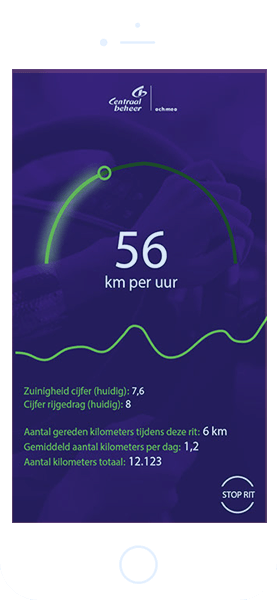 Centraal
beheer
achmea
56
km per uur
Zuinigheid cijfer (huidig): 7,6
Cijfer rijgedrag (huidig): 8
Aantal gereden kilometers tijdens deze rit: 6 km
Gemiddeld aantal kilometers per dag: 1,2
Aantal kilometers totaal: 12.123
STOP RIT